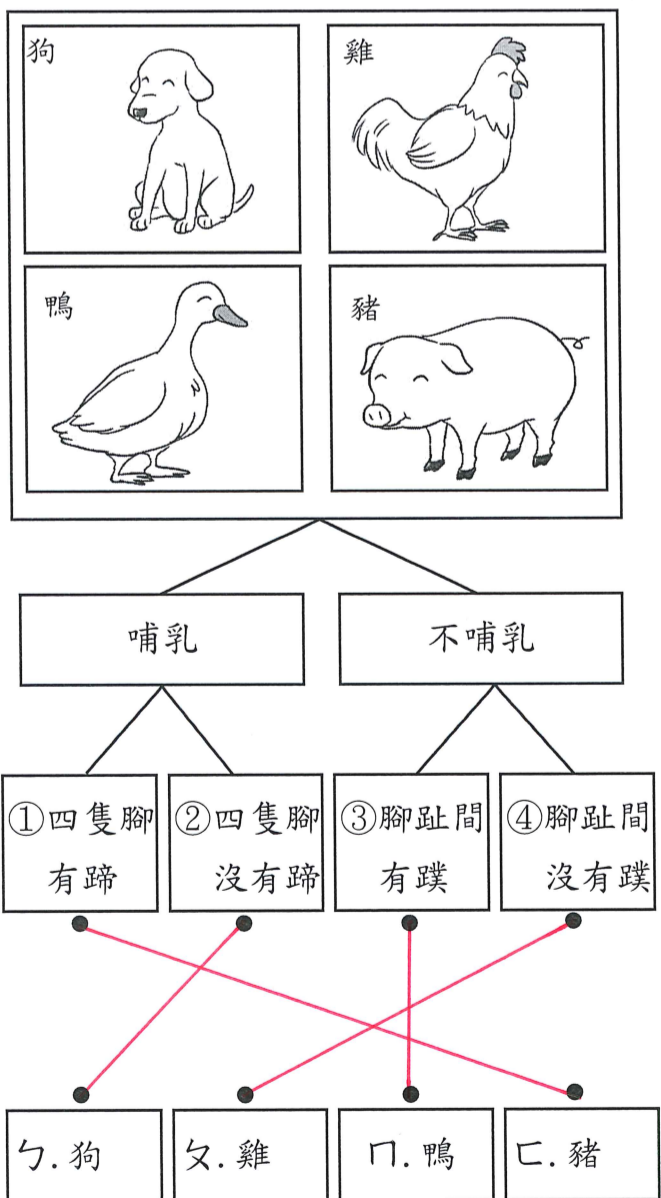 狗
雞
鴨
豬
哺乳
不哺乳
①四隻腳
有蹄
②四隻腳
沒有蹄
③腳趾間
有蹼
④腳趾間
沒有蹼
ㄅ.狗
ㄆ.雞
ㄇ.鴨
ㄈ.豬